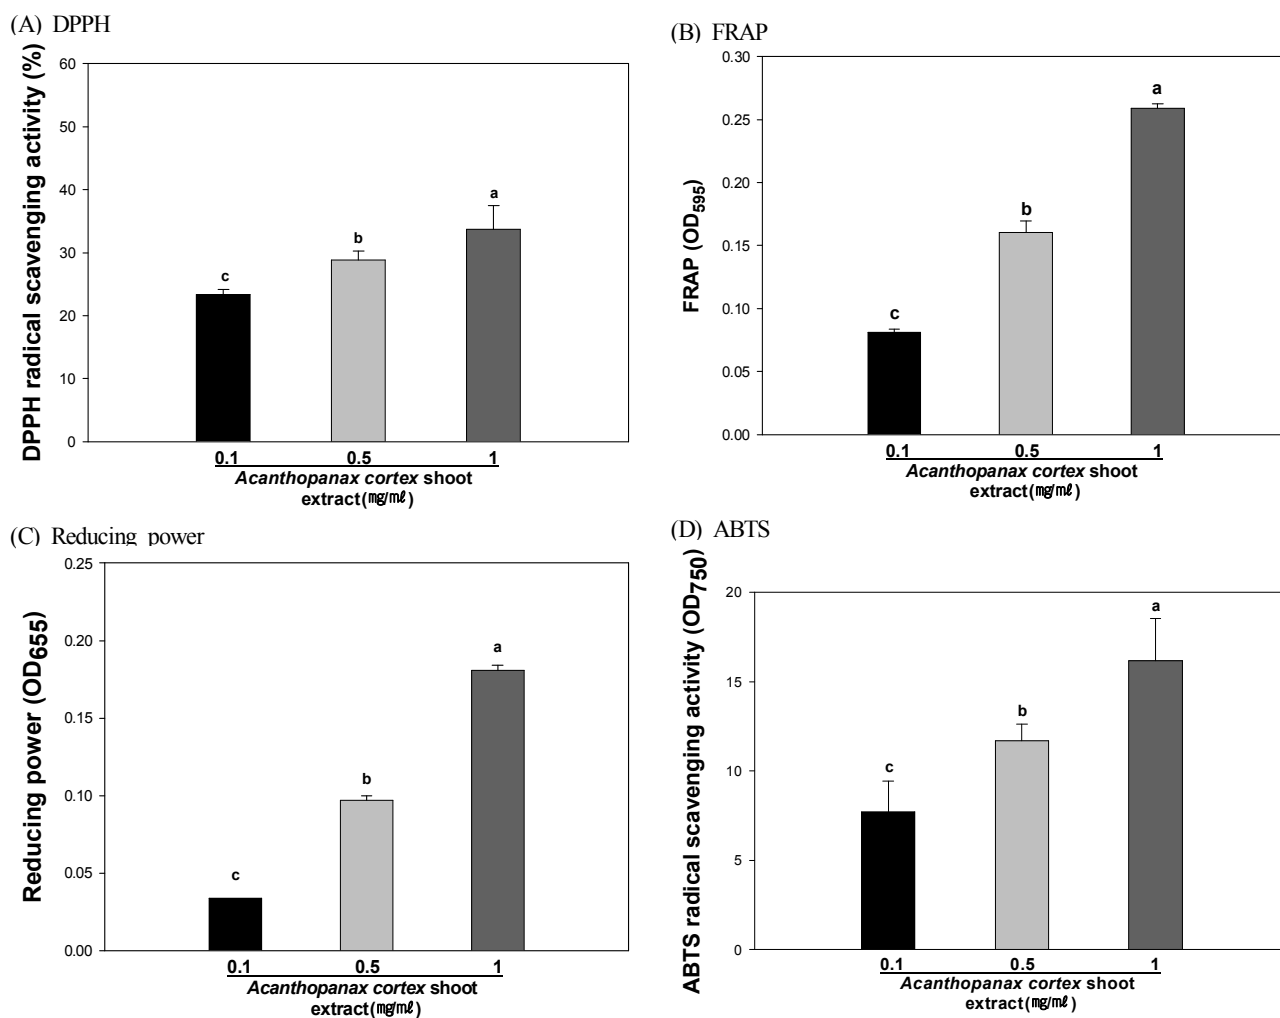 (A) DPPH
DPPH radical scavenging activity (%)
60
50
40
30
20
10
0
c
b
a
0.1 0.5 1
Acanthopanax cortex shoot
extract(㎎/㎖)
(B) FRAP
FRAP (OD595)
0.30
0.25
0.20
0.15
0.10
0.05
0.00
c
b
a
0.1 0.5 1
Acanthopanax cortex shoot
extract(㎎/㎖)
(C) Reducing power
Reducing power (OD655)
0.25
0.20
0.15
0.10
0.05
0.00
c
b
a
0.1 0.5 1
Acanthopanax cortex shoot
extract(㎎/㎖)
(D) ABTS
ABTS radical scavenging activity (OD750)
20
15
10
5
0
c
b
a
0.1 0.5 1
Acanthopanax cortex shoot
extract(㎎/㎖)